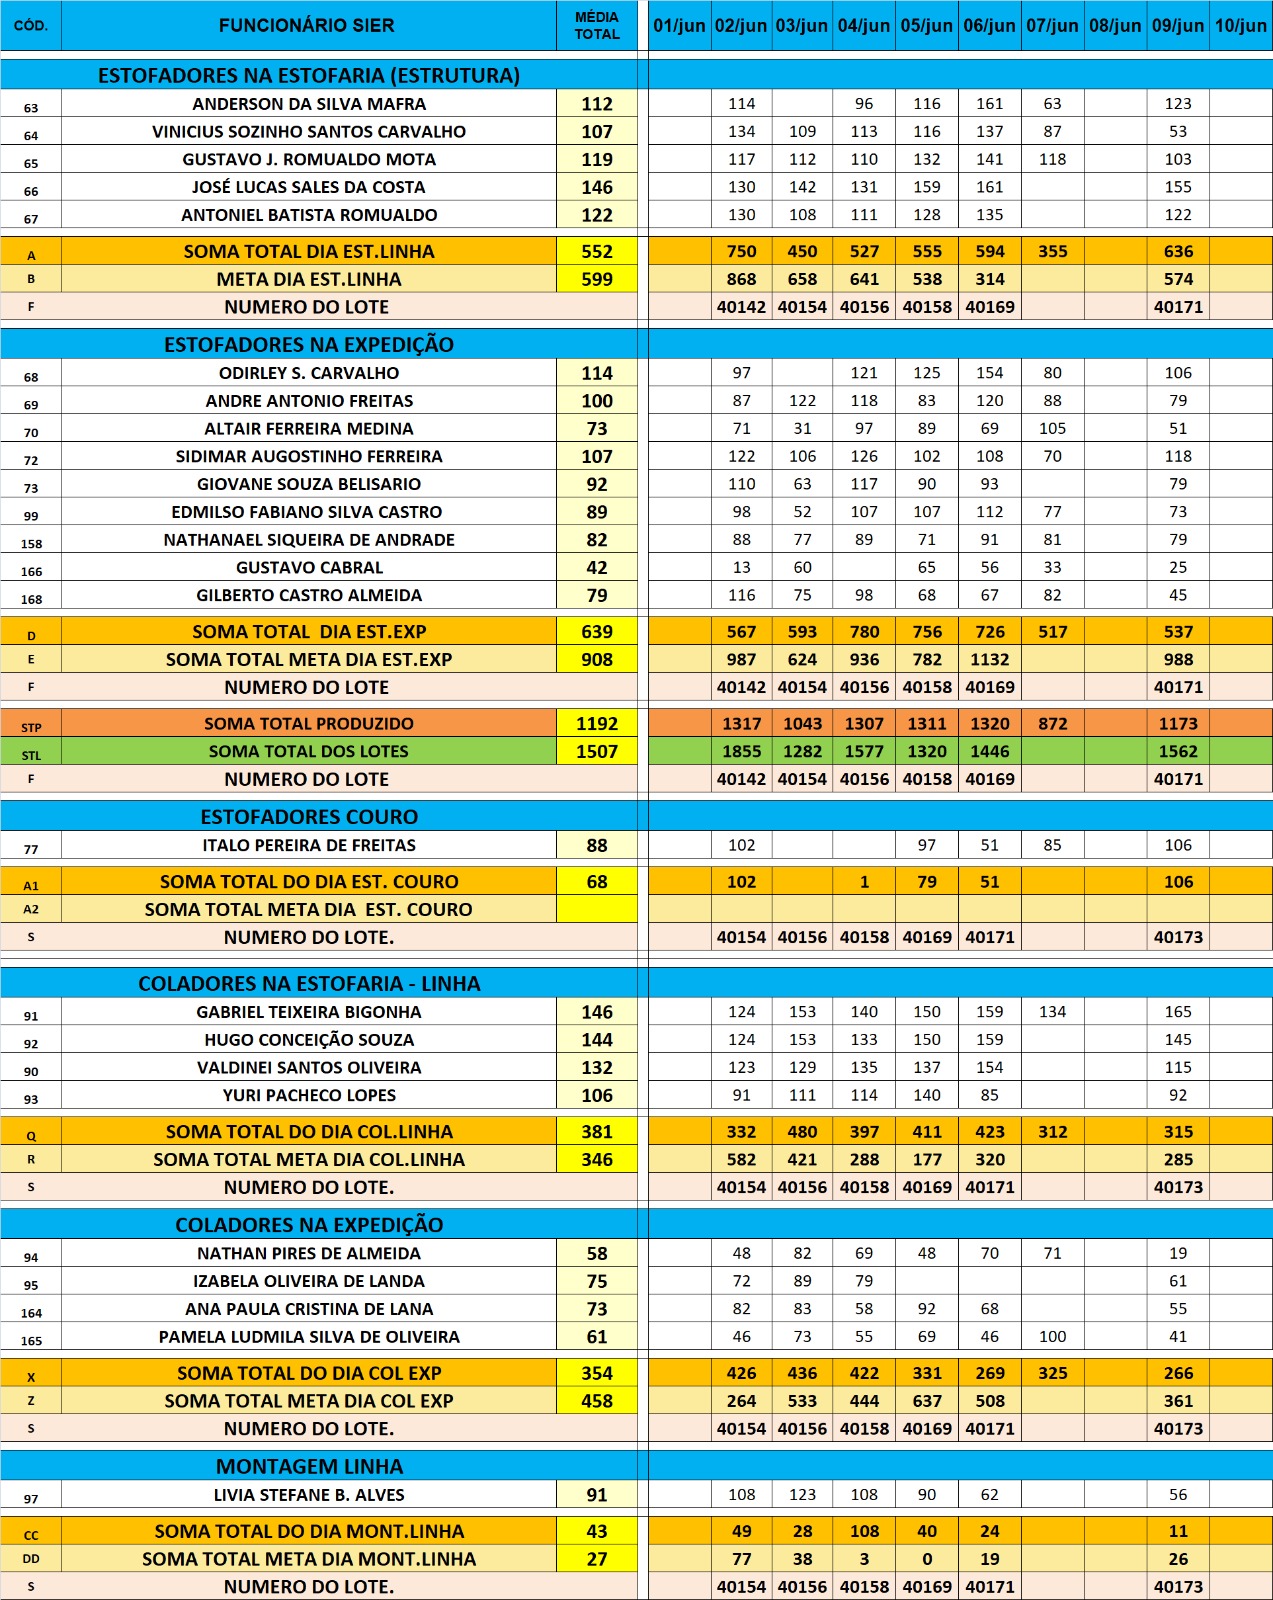 CÓD. FUNCIONÁRIO SIER MÉDIA TOTAL 01/jun 02/jun 03/jun 04/jun 05/jun 06/jun 07/jun 08/jun 09/jun 10/jun
ESTOFADORES NA ESTOFARIA (ESTRUTURA)
63 ANDERSON DA SILVA MAFRA 112 114 96 116 161 63 123
64 VINICIUS SOZINHO SANTOS CARVALHO 107 134 109 113 116 137 87 53
65 GUSTAVO J. ROMUALDO MOTA 119 117 112 110 132 141 118 103
66 JOSÉ LUCAS SALES DA COSTA 146 130 142 131 159 161 155
67 ANTONIEL BATISTA ROMUALDO 122 130 108 111 128 135 122
A SOMA TOTAL DIA EST.LINHA 552 750 450 527 555 594 355 636
B META DIA EST.LINHA 599 868 658 641 538 314 574
F NUMERO DO LOTE 40142 40154 40156 40158 40169 40171
ESTOFADORES NA EXPEDIÇÃO
68 ODIRLEY S. CARVALHO 114 97 121 125 154 80 106
69 ANDRE ANTONIO FREITAS 100 87 122 118 83 120 88 79
70 ALTAIR FERREIRA MEDINA 73 71 31 97 89 69 105 51
72 SIDIMAR AUGOSTINHO FERREIRA 107 122 106 126 102 108 70 118
73 GIOVANE SOUZA BELISARIO 92 110 63 117 90 93 79
99 EDMILSO FABIANO SILVA CASTRO 89 98 52 107 107 112 77 73
158 NATHANAEL SIQUEIRA DE ANDRADE 82 88 77 89 71 91 81 79
166 GUSTAVO CABRAL 42 13 60 65 56 33 25
168 GILBERTO CASTRO ALMEIDA 79 116 75 98 68 67 82 45
D SOMA TOTAL DIA EST.EXP 639 567 593 780 756 726 517 537
E SOMA TOTAL META DIA EST.EXP 908 987 624 936 782 1132 988
F NUMERO DO LOTE 40142 40154 40156 40158 40169 40171
STP SOMA TOTAL PRODUZIDO 1192 1317 1043 1307 1311 1320 872 1173
STL SOMA TOTAL DOS LOTES 1507 1855 1282 1577 1320 1446 1562
F NUMERO DO LOTE 40142 40154 40156 40158 40169 40171
ESTOFADORES COURO
77 ITALO PEREIRA DE FREITAS 88 102 97 51 85 106
A1 SOMA TOTAL DO DIA EST. COURO 68 102 1 79 51 106
A2 SOMA TOTAL META DIA EST. COURO
S NUMERO DO LOTE. 40154 40156 40158 40169 40171 40173
COLADORES NA ESTOFARIA - LINHA
91 GABRIEL TEIXEIRA BIGONHA 146 124 153 140 150 159 134 165
92 HUGO CONCEIÇÃO SOUZA 144 124 153 133 150 159 145
90 VALDINEI SANTOS OLIVEIRA 132 123 129 135 137 154 115
93 YURI PACHECO LOPES 106 91 111 114 140 85 92
Q SOMA TOTAL DO DIA COL.LINHA 381 332 480 397 411 423 312 315
R SOMA TOTAL META DIA COL.LINHA 346 582 421 288 177 320 285
S NUMERO DO LOTE. 40154 40156 40158 40169 40171 40173
COLADORES NA EXPEDIÇÃO
94 NATHAN PIRES DE ALMEIDA 58 48 82 69 48 70 71 19
95 IZABELA OLIVEIRA DE LANDA 75 72 89 79 61
164 ANA PAULA CRISTINA DE LANA 73 82 83 58 92 68 55
165 PAMELA LUDMILA SILVA DE OLIVEIRA 61 46 73 55 69 46 100 41
X SOMA TOTAL DO DIA COL EXP 354 426 436 422 331 269 325 266
Z SOMA TOTAL META DIA COL EXP 458 264 533 444 637 508 361
S NUMERO DO LOTE. 40154 40156 40158 40169 40171 40173
MONTAGEM LINHA
97 LIVIA STEFANE B. ALVES 91 108 123 108 90 62 56
CC SOMA TOTAL DO DIA MONT.LINHA 43 49 28 108 40 24 11
DD SOMA TOTAL META DIA MONT.LINHA 27 77 38 3 0 19 26
S NUMERO DO LOTE. 40154 40156 40158 40169 40171 40173